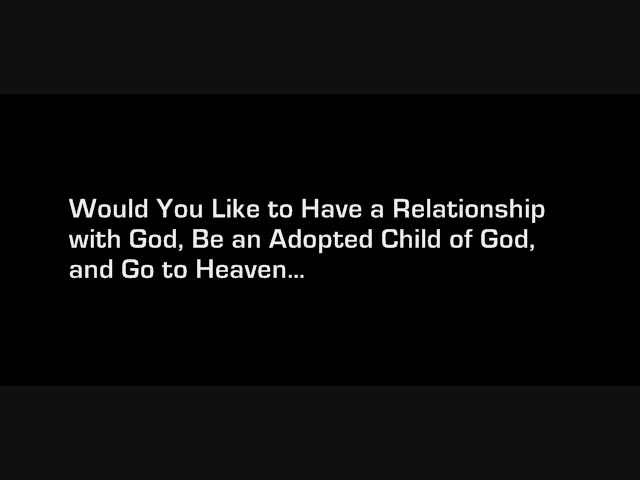 Would You Like to Have a Relationship
with God, Be an Adopted Child of God,
and Go to Heaven...